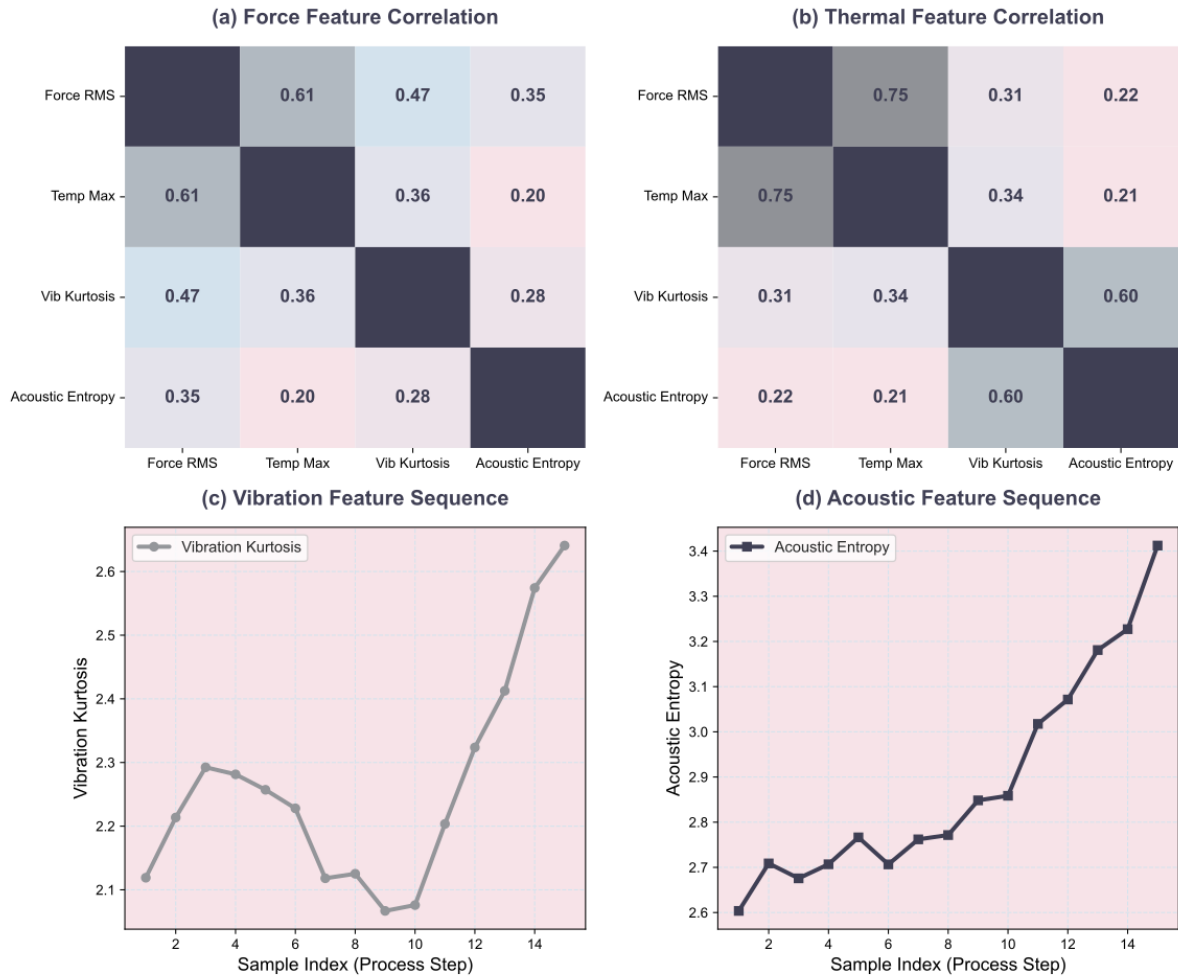 (a) Force Feature Correlation
Force RMS 0.61 0.47 0.35
Temp Max 0.61 0.36 0.20
Vib Kurtosis 0.47 0.36 0.28
Acoustic Entropy 0.35 0.20 0.28
Force RMS Temp Max Vib Kurtosis Acoustic Entropy
(b) Thermal Feature Correlation
Force RMS 0.75 0.31 0.22
Temp Max 0.75 0.34 0.21
Vib Kurtosis 0.31 0.34 0.60
Acoustic Entropy 0.22 0.21 0.60
Force RMS Temp Max Vib Kurtosis Acoustic Entropy
(c) Vibration Feature Sequence
Vibration Kurtosis
Vibration Kurtosis
2.6
2.5
2.4
2.3
2.2
2.1
2 4 6 8 10 12 14
Sample Index (Process Step)
(d) Acoustic Feature Sequence
Acoustic Entropy
Acoustic Entropy
3.4
3.3
3.2
3.1
3.0
2.9
2.8
2.7
2.6
2 4 6 8 10 12 14
Sample Index (Process Step)